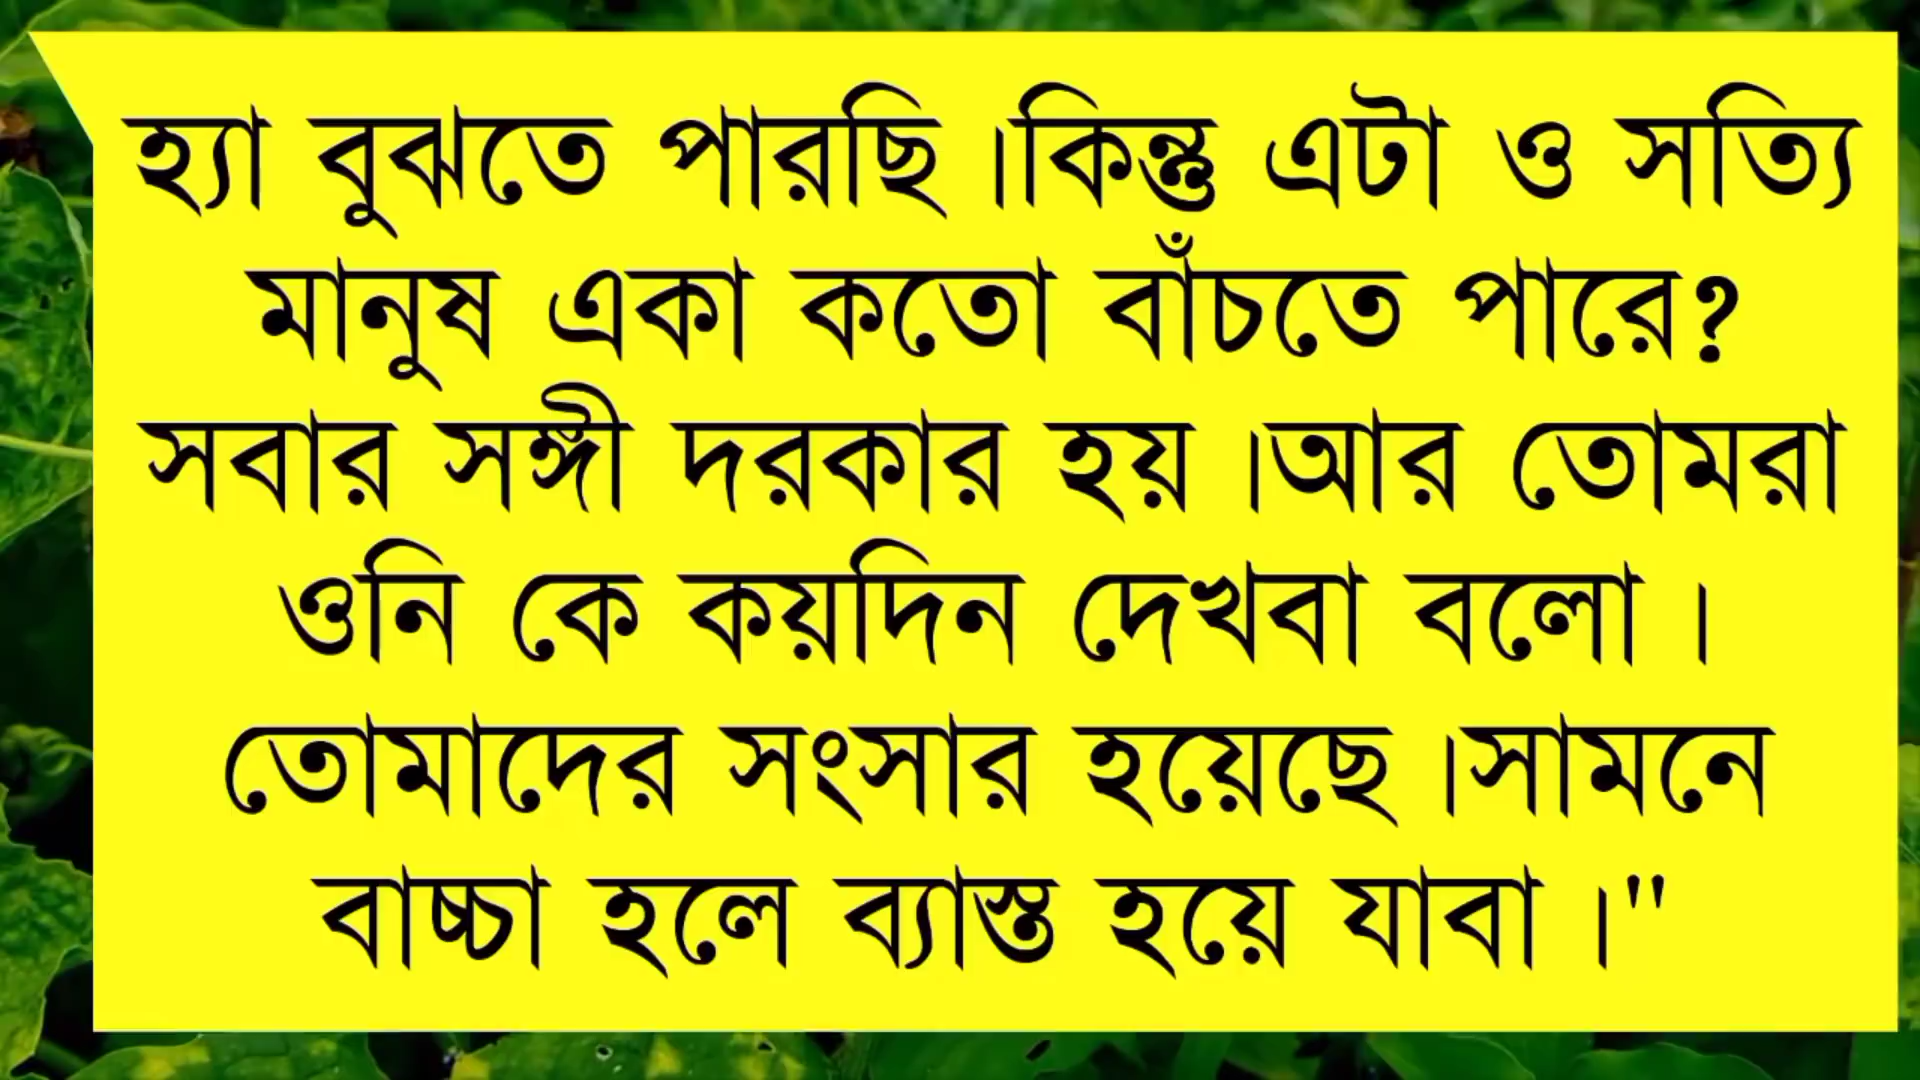 হ্যা বুঝতে পারছি ।কিন্তু এটা ও সত্যি
মানুষ একা কতো বাঁচতে পারে?
সবার সঙ্গী দরকার হয় ।আর তোমরা
ওনি কে কয়দিন দেখবা বলো ।
তোমাদের সংসার হয়েছে ।সামনে
বাচ্চা হলে ব্যাস্ত হয়ে যাবা ।"